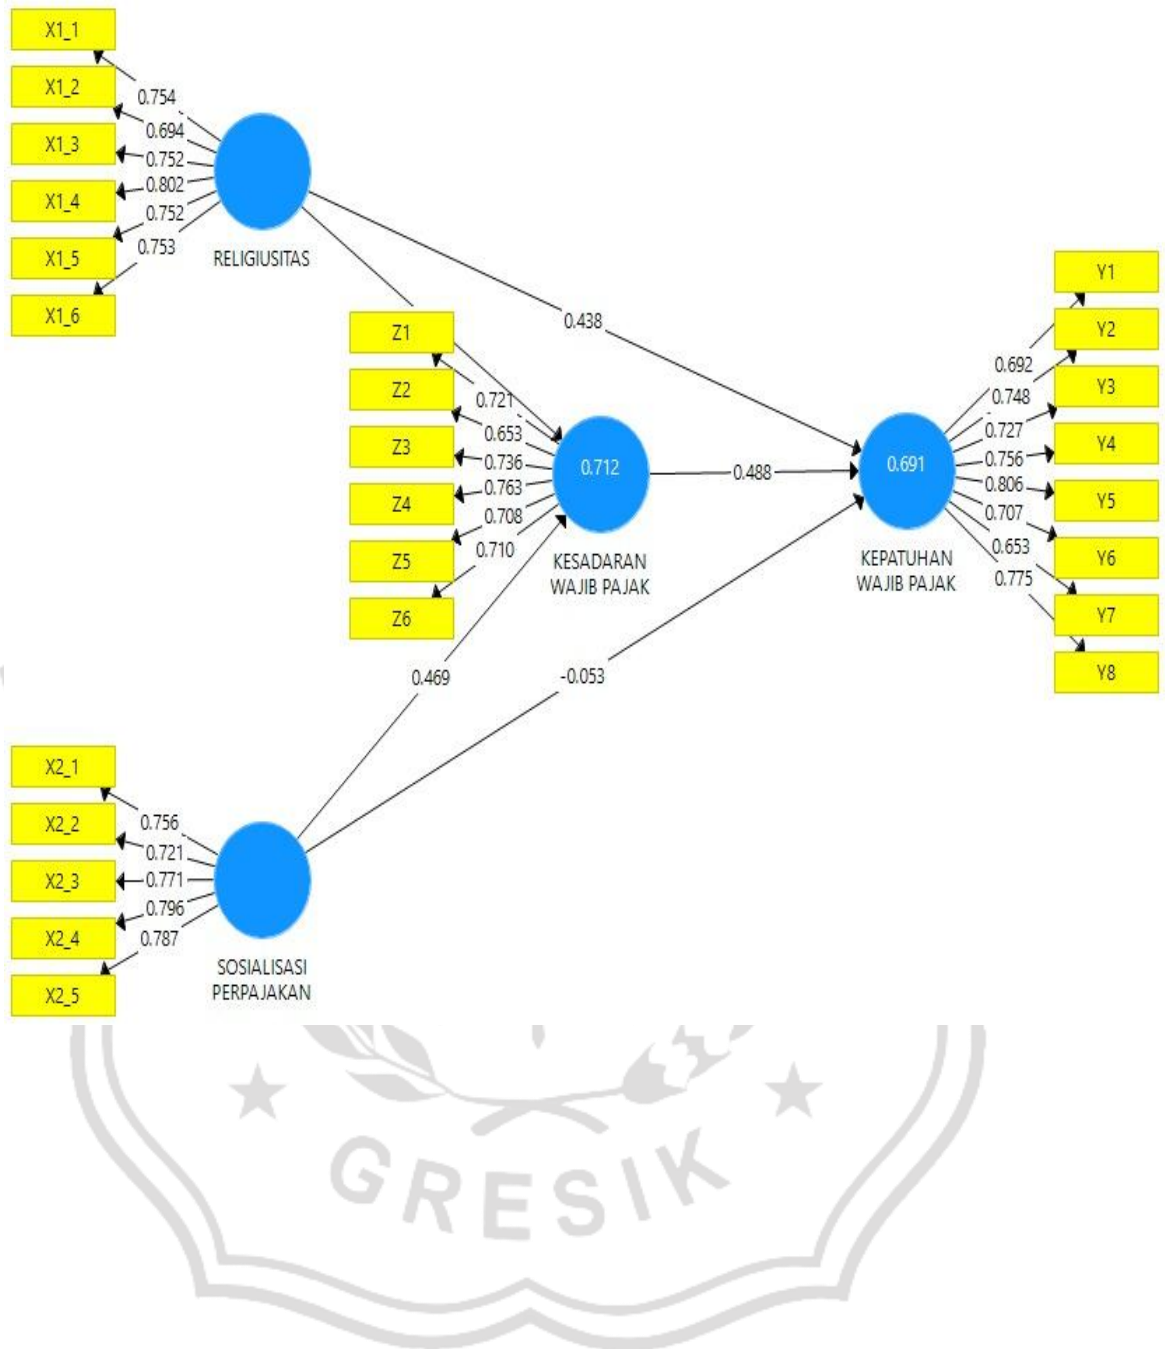 X1_1
X1_2
X1_3
X1_4
X1_5
X1_6
0.754
0.694
0.752
0.802
0.752
0.753
RELIGIUSITAS
0.438
Z1
Z2
Z3
Z4
Z5
Z6
0.721
0.653
0.736
0.763
0.708
0.710
0.712
KESADARAN
WAJIB PAJAK
0.488
0.691
KEPATUHAN
WAJIB PAJAK
0.692
0.748
0.727
0.756
0.806
0.707
0.653
0.775
Y1
Y2
Y3
Y4
Y5
Y6
Y7
Y8
0.469
-0.053
X2_1
X2_2
X2_3
X2_4
X2_5
0.756
0.721
0.771
0.796
0.787
SOSIALISASI
PERPAJAKAN
GRESIK